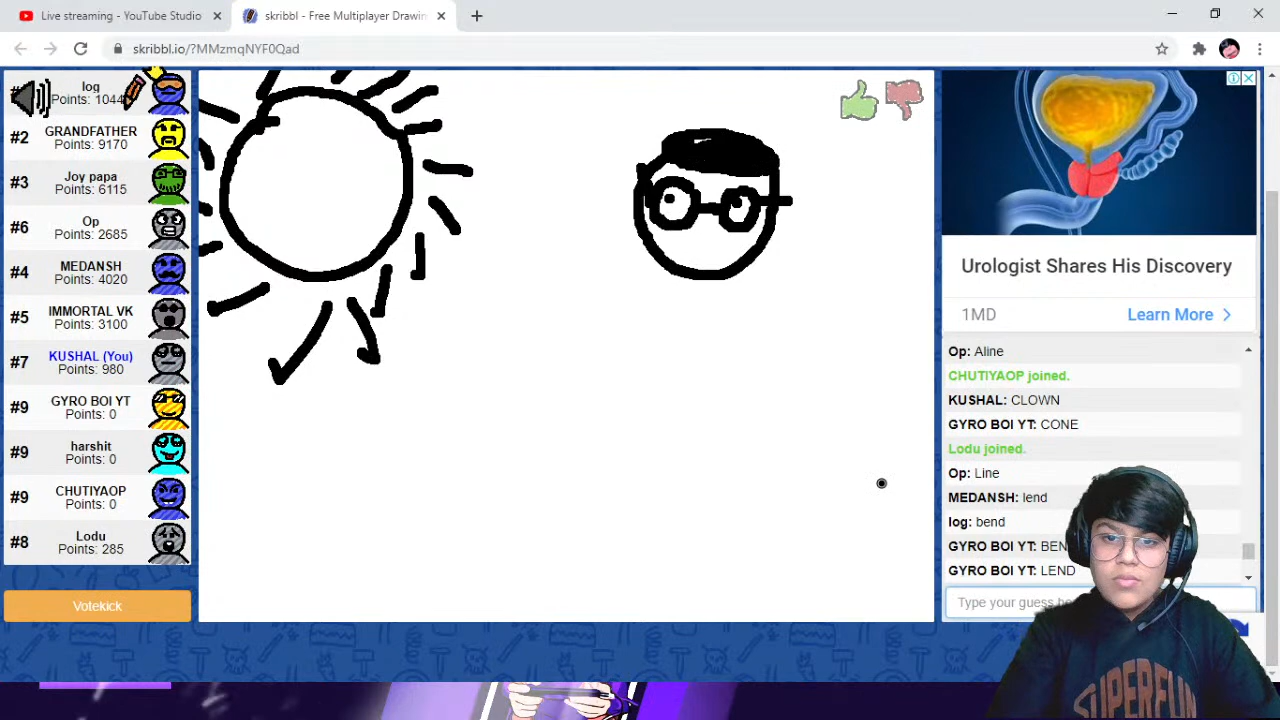 Live streaming - YouTube Studio
skribbl - Free Multiplayer Drawin
skribbl.io/?MMzmqNYF0Qad
log
Points: 1044
#2 GRANDFATHER
Points: 9170
#3 Joy papa
Points: 6115
#6 Op
Points: 2685
#4 MEDANSH
Points: 4020
#5 IMMORTAL VK
Points: 3100
#7 KUSHAL (You)
Points: 980
#9 GYRO BOI YT
Points: 0
#9 harshit
Points: 0
#9 CHUTIYAOP
Points: 0
#8 Lodu
Points: 285
Votekick
Urologist Shares His Discovery
1MD
Learn More
Op: Aline
CHUTIYAOP joined.
KUSHAL: CLOWN
GYRO BOI YT: CONE
Lodu joined.
Op: Line
MEDANSH: lend
log: bend
GYRO BOI YT: BEN
GYRO BOI YT: LEND
Type your guess he
SUPERFUN